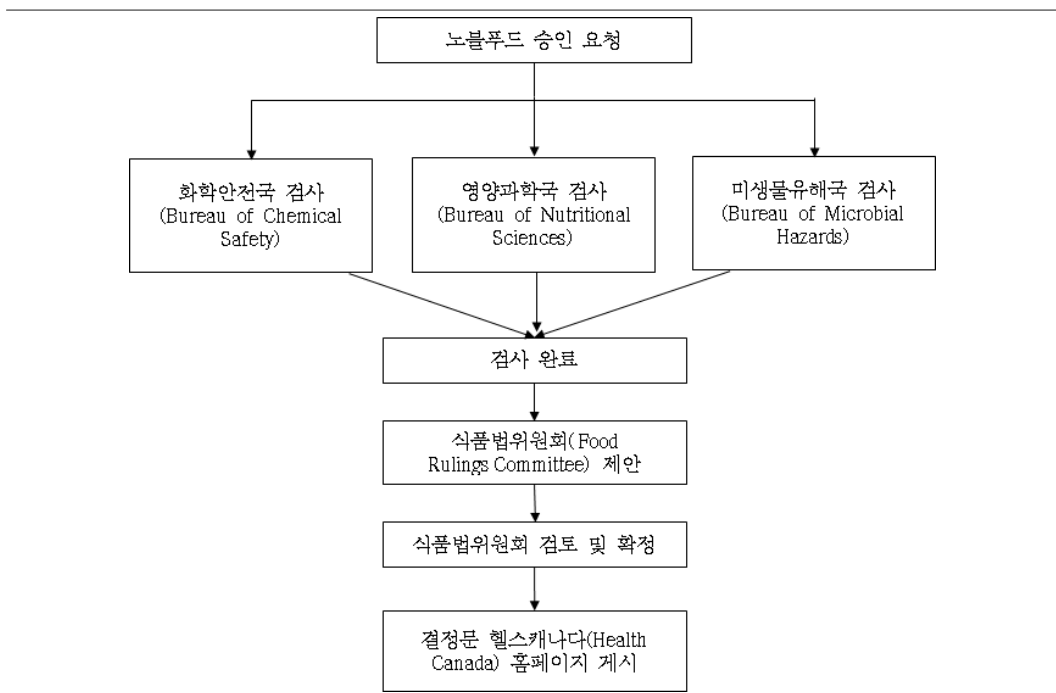 노블푸드 승인 요청
화학안전국 검사
(Bureau of Chemical
Safety)
영양과학국 검사
(Bureau of Nutritional
Sciences)
미생물유해국 검사
(Bureau of Microbial
Hazards)
검사 완료
식품법위원회(Food
Rulings Committee) 제안
식품법위원회 검토 및 확정
결정문 헬스캐나다(Health
Canada) 홈페이지 게시